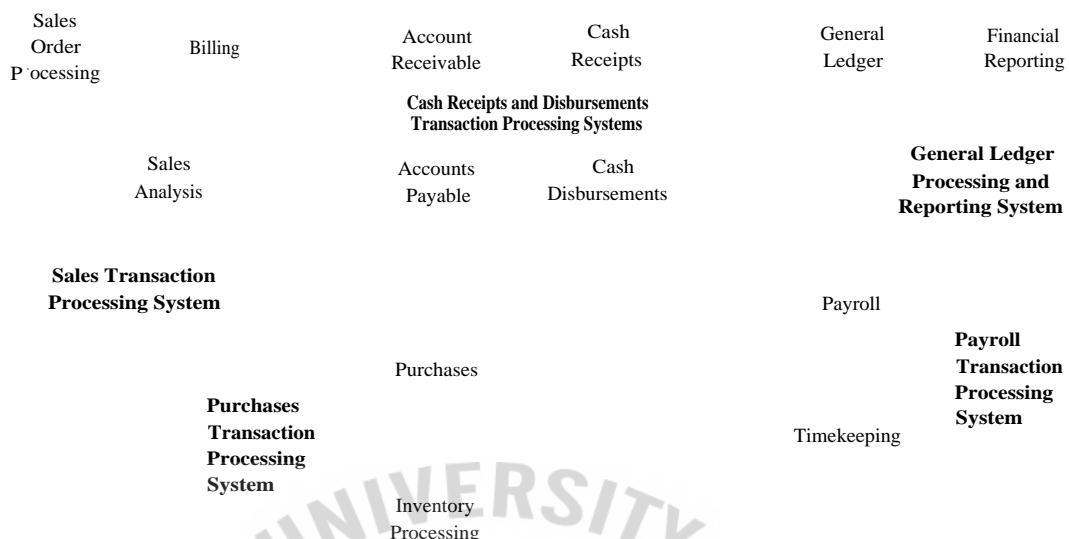 Sales
Order
Processing
Billing
Account
Receivable
Cash
Receipts
General
Ledger
Financial
Reporting
Cash Receipts and Disbursements
Transaction Processing Systems
Sales
Analysis
Accounts
Payable
Cash
Disbursements
General Ledger
Processing and
Reporting System
Sales Transaction
Processing System
Payroll
Payroll
Transaction
Processing
System
Purchases
Purchases
Transaction
Processing
System
Timekeeping
Inventory
Processing
UNIVERSITY